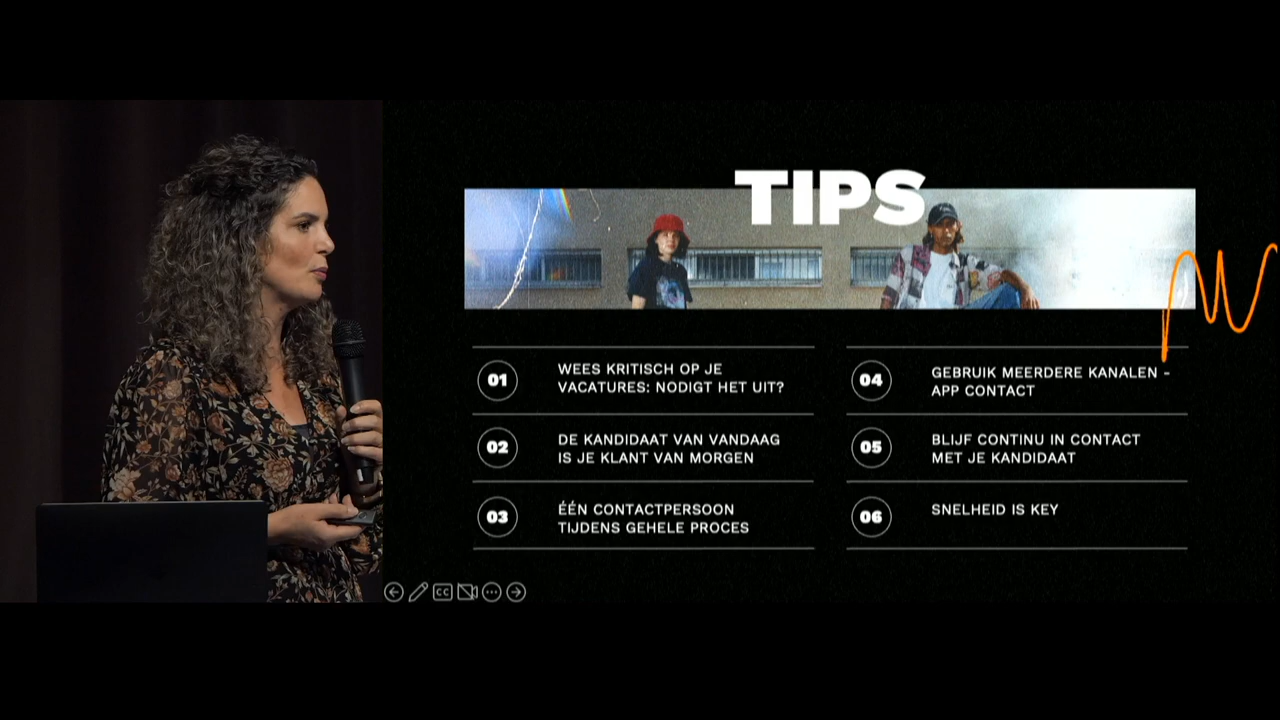 TIPS
01
WEES KRITISCH OP JE
VACATURES: NODIGT HET UIT?
02
DE KANDIDAAT VAN VANDAAG
IS JE KLANT VAN MORGEN
03
ÉÉN CONTACTPERSOON
TIJDENS GEHELE PROCES
04
GEBRUIK MEERDERE KANALEN -
APP CONTACT
05
BLIJF CONTINU IN CONTACT
MET JE KANDIDAAT
06
SNELHEID IS KEY
CC